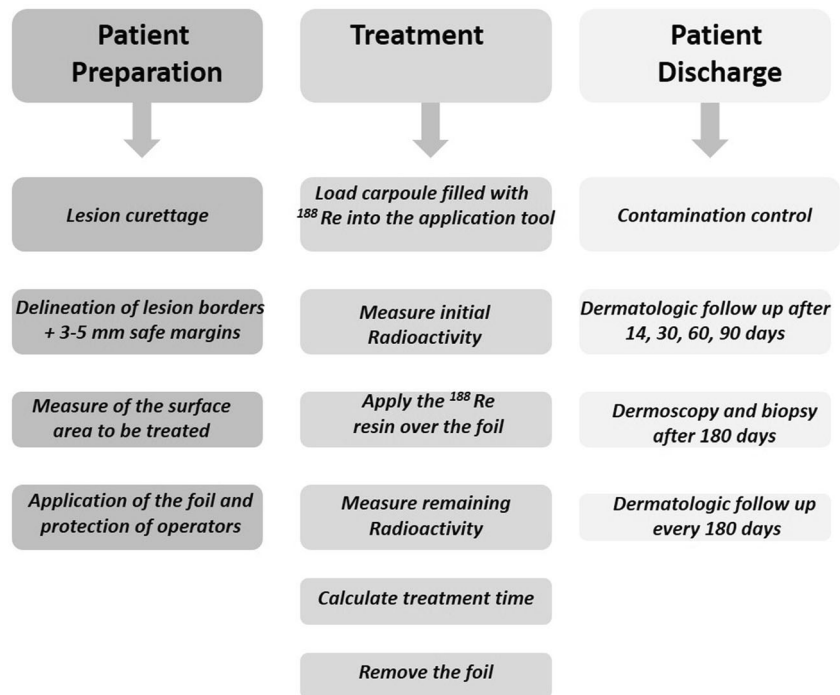 Patient
Preparation
Lesion curettage
Delineation of lesion borders
+ 3-5 mm safe margins
Measure of the surface
area to be treated
Application of the foil and
protection of operators
Treatment
Load carpoule filled with
¹⁸⁸Re into the application tool
Measure initial
Radioactivity
Apply the ¹⁸⁸Re
resin over the foil
Measure remaining
Radioactivity
Calculate treatment time
Remove the foil
Patient
Discharge
Contamination control
Dermatologic follow up after
14, 30, 60, 90 days
Dermoscopy and biopsy
after 180 days
Dermatologic follow up
every 180 days